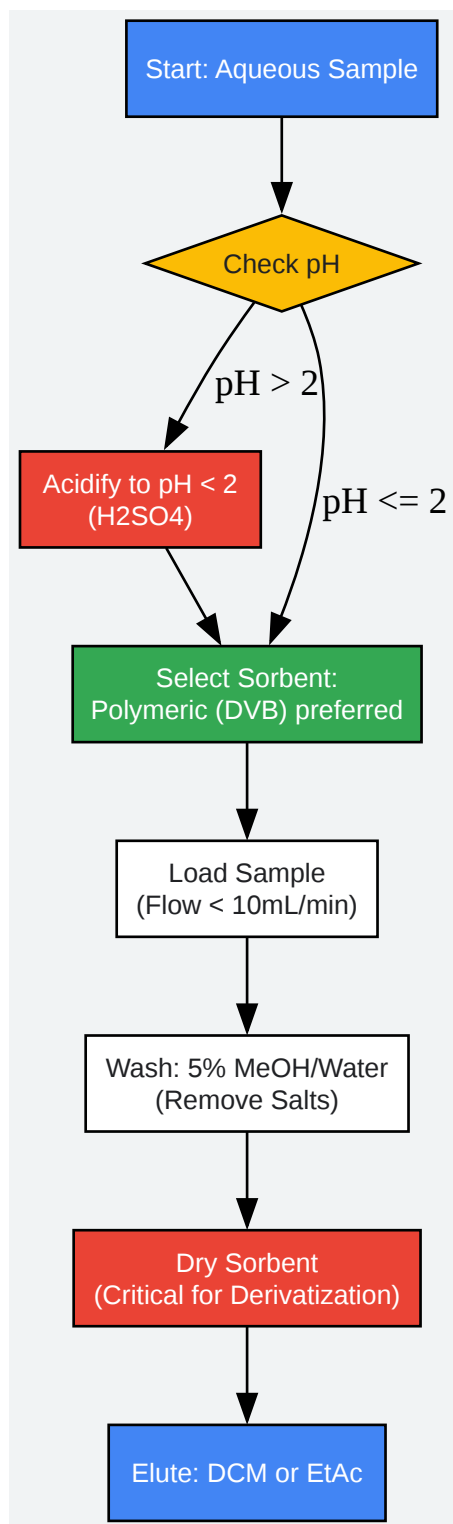 Start: Aqueous Sample
Check pH
pH > 2
Acidify to pH < 2
(H2SO4)
pH <= 2
Select Sorbent:
Polymeric (DVB) preferred
Load Sample
(Flow < 10mL/min)
Wash: 5% MeOH/Water
(Remove Salts)
Dry Sorbent
(Critical for Derivatization)
Elute: DCM or EtAc